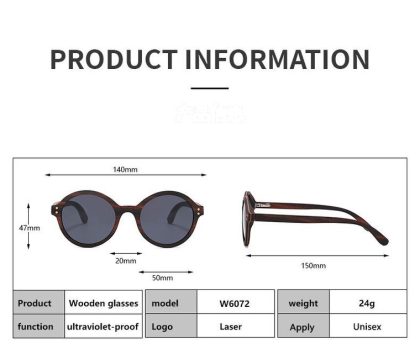 PRODUCT INFORMATION
140mm
47mm
20mm
50mm
150mm
Product Wooden glasses model W6072 weight 24g
function ultraviolet-proof Logo Laser Apply Unisex